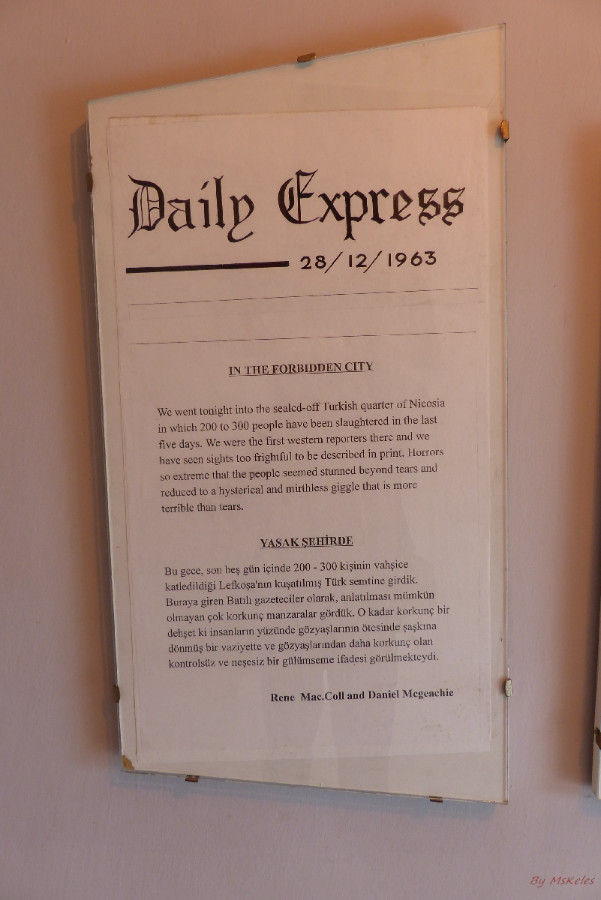 Daily Express
28/12/1963
IN THE FORBIDDEN CITY
We went tonight into the sealed-off Turkish quarter of Nicosia
in which 200 to 300 people have been slaughtered in the last
five days. We were the first western reporters there and we
have seen sights too frightful to be described in print. Horrors
so extreme that the people seemed stunned beyond tears and
reduced to a hysterical and mirthless giggle that is more
terrible than tears.
YASAK ŞEHİRDE
Bu gece, son beş gün içinde 200 - 300 kişinin vahşice
katledildiği Lefkoşa'nın kuşatılmış Türk semtine girdik.
Buraya giren Batılı gazeteciler olarak, anlatılması mümkün
olmayan çok korkunç manzaralar gördük. O kadar korkunç bir
dehşet ki insanların yüzünde gözyaşlarının ötesinde şaşkına
dönmüş bir vaziyette ve gözyaşlarından daha korkunç olan
kontrolsüz ve neşesiz bir gülümseme ifadesi görülmekteydi.
Rene Mac.Coll and Daniel Mcgeachie
By MsKeles